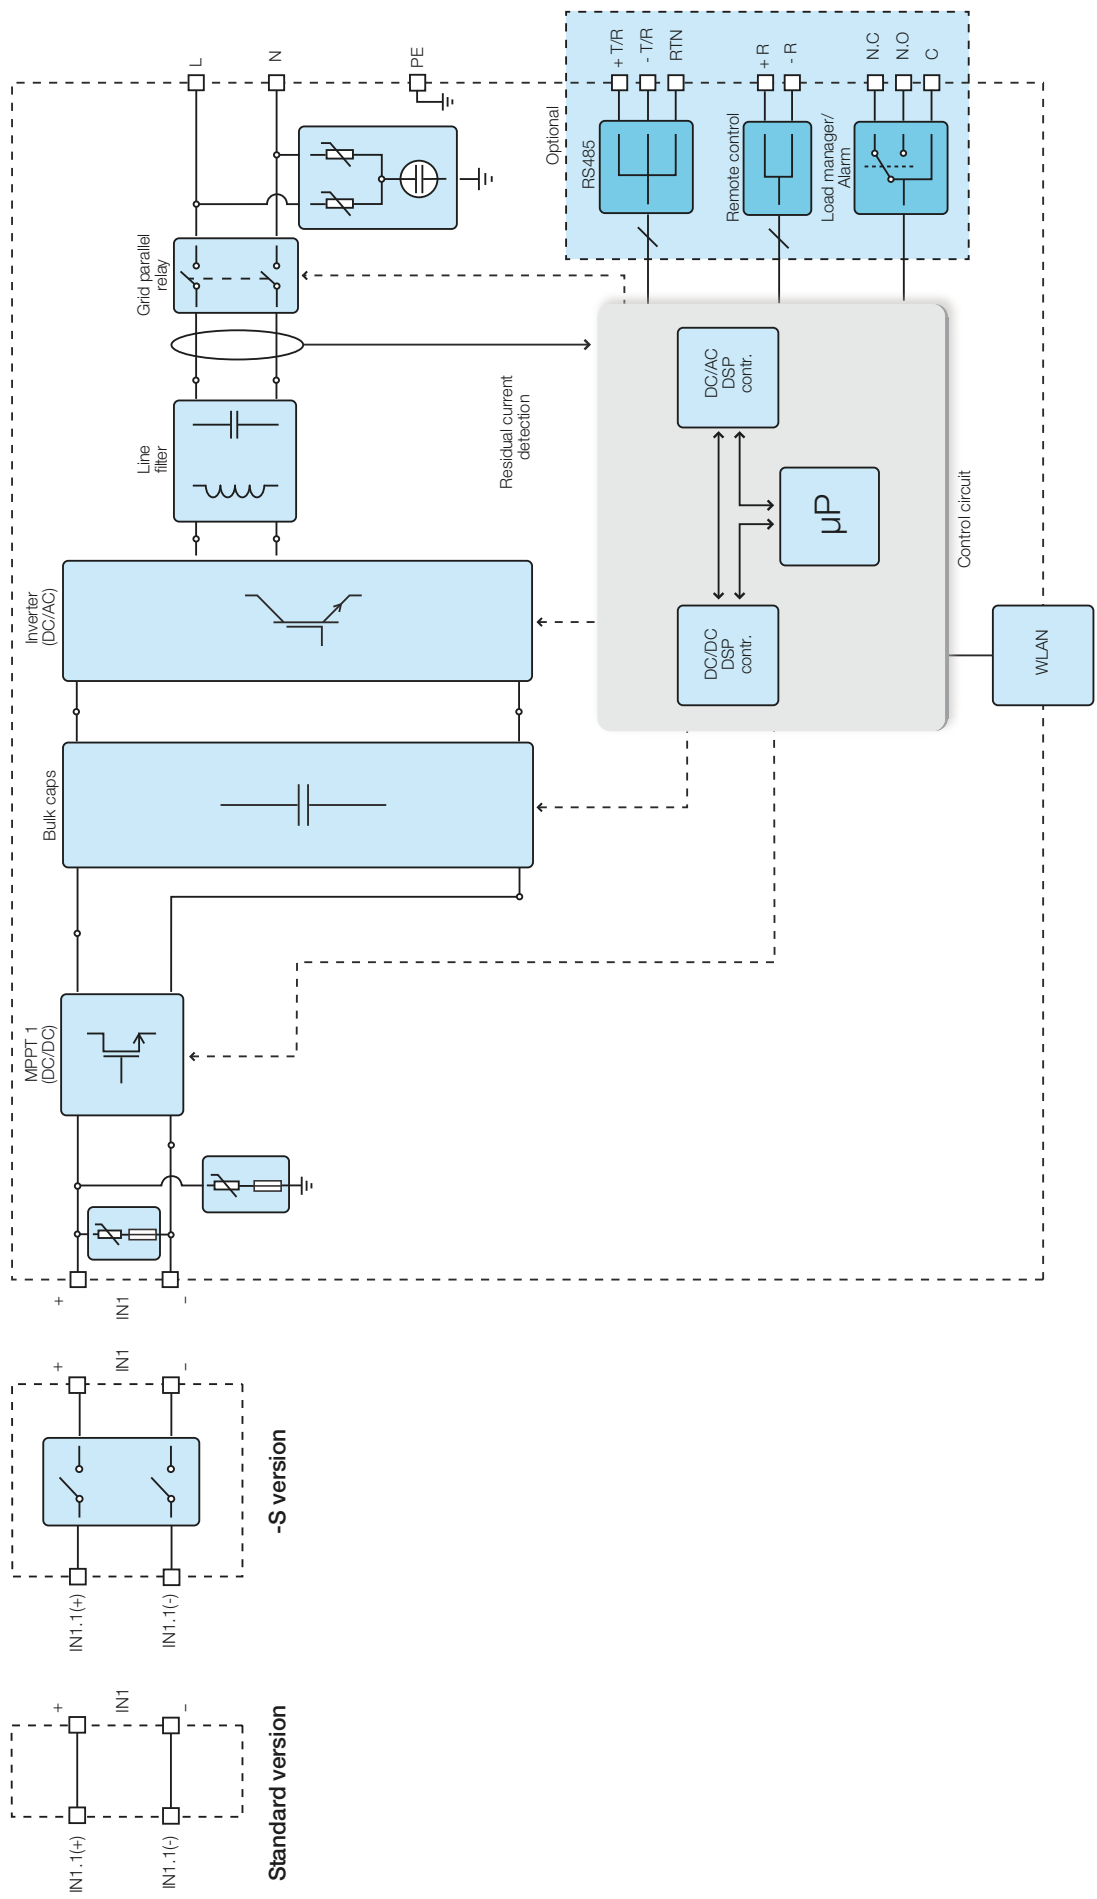 Standard version
IN1.1(+)
IN1.1(-)
+
IN1
−
-S version
IN1.1(+)
IN1.1(-)
+
IN1
−
+
IN1
−
MPPT 1
(DC/DC)
Bulk caps
Inverter
(DC/AC)
Line
filter
Grid parallel
relay
L
N
PE
Residual current
detection
Optional
RS485
+ T/R
- T/R
RTN
Remote control
+ R
- R
Load manager/
Alarm
N.C
N.O
C
DC/DC
DSP
contr.
DC/AC
DSP
contr.
µP
Control circuit
WLAN